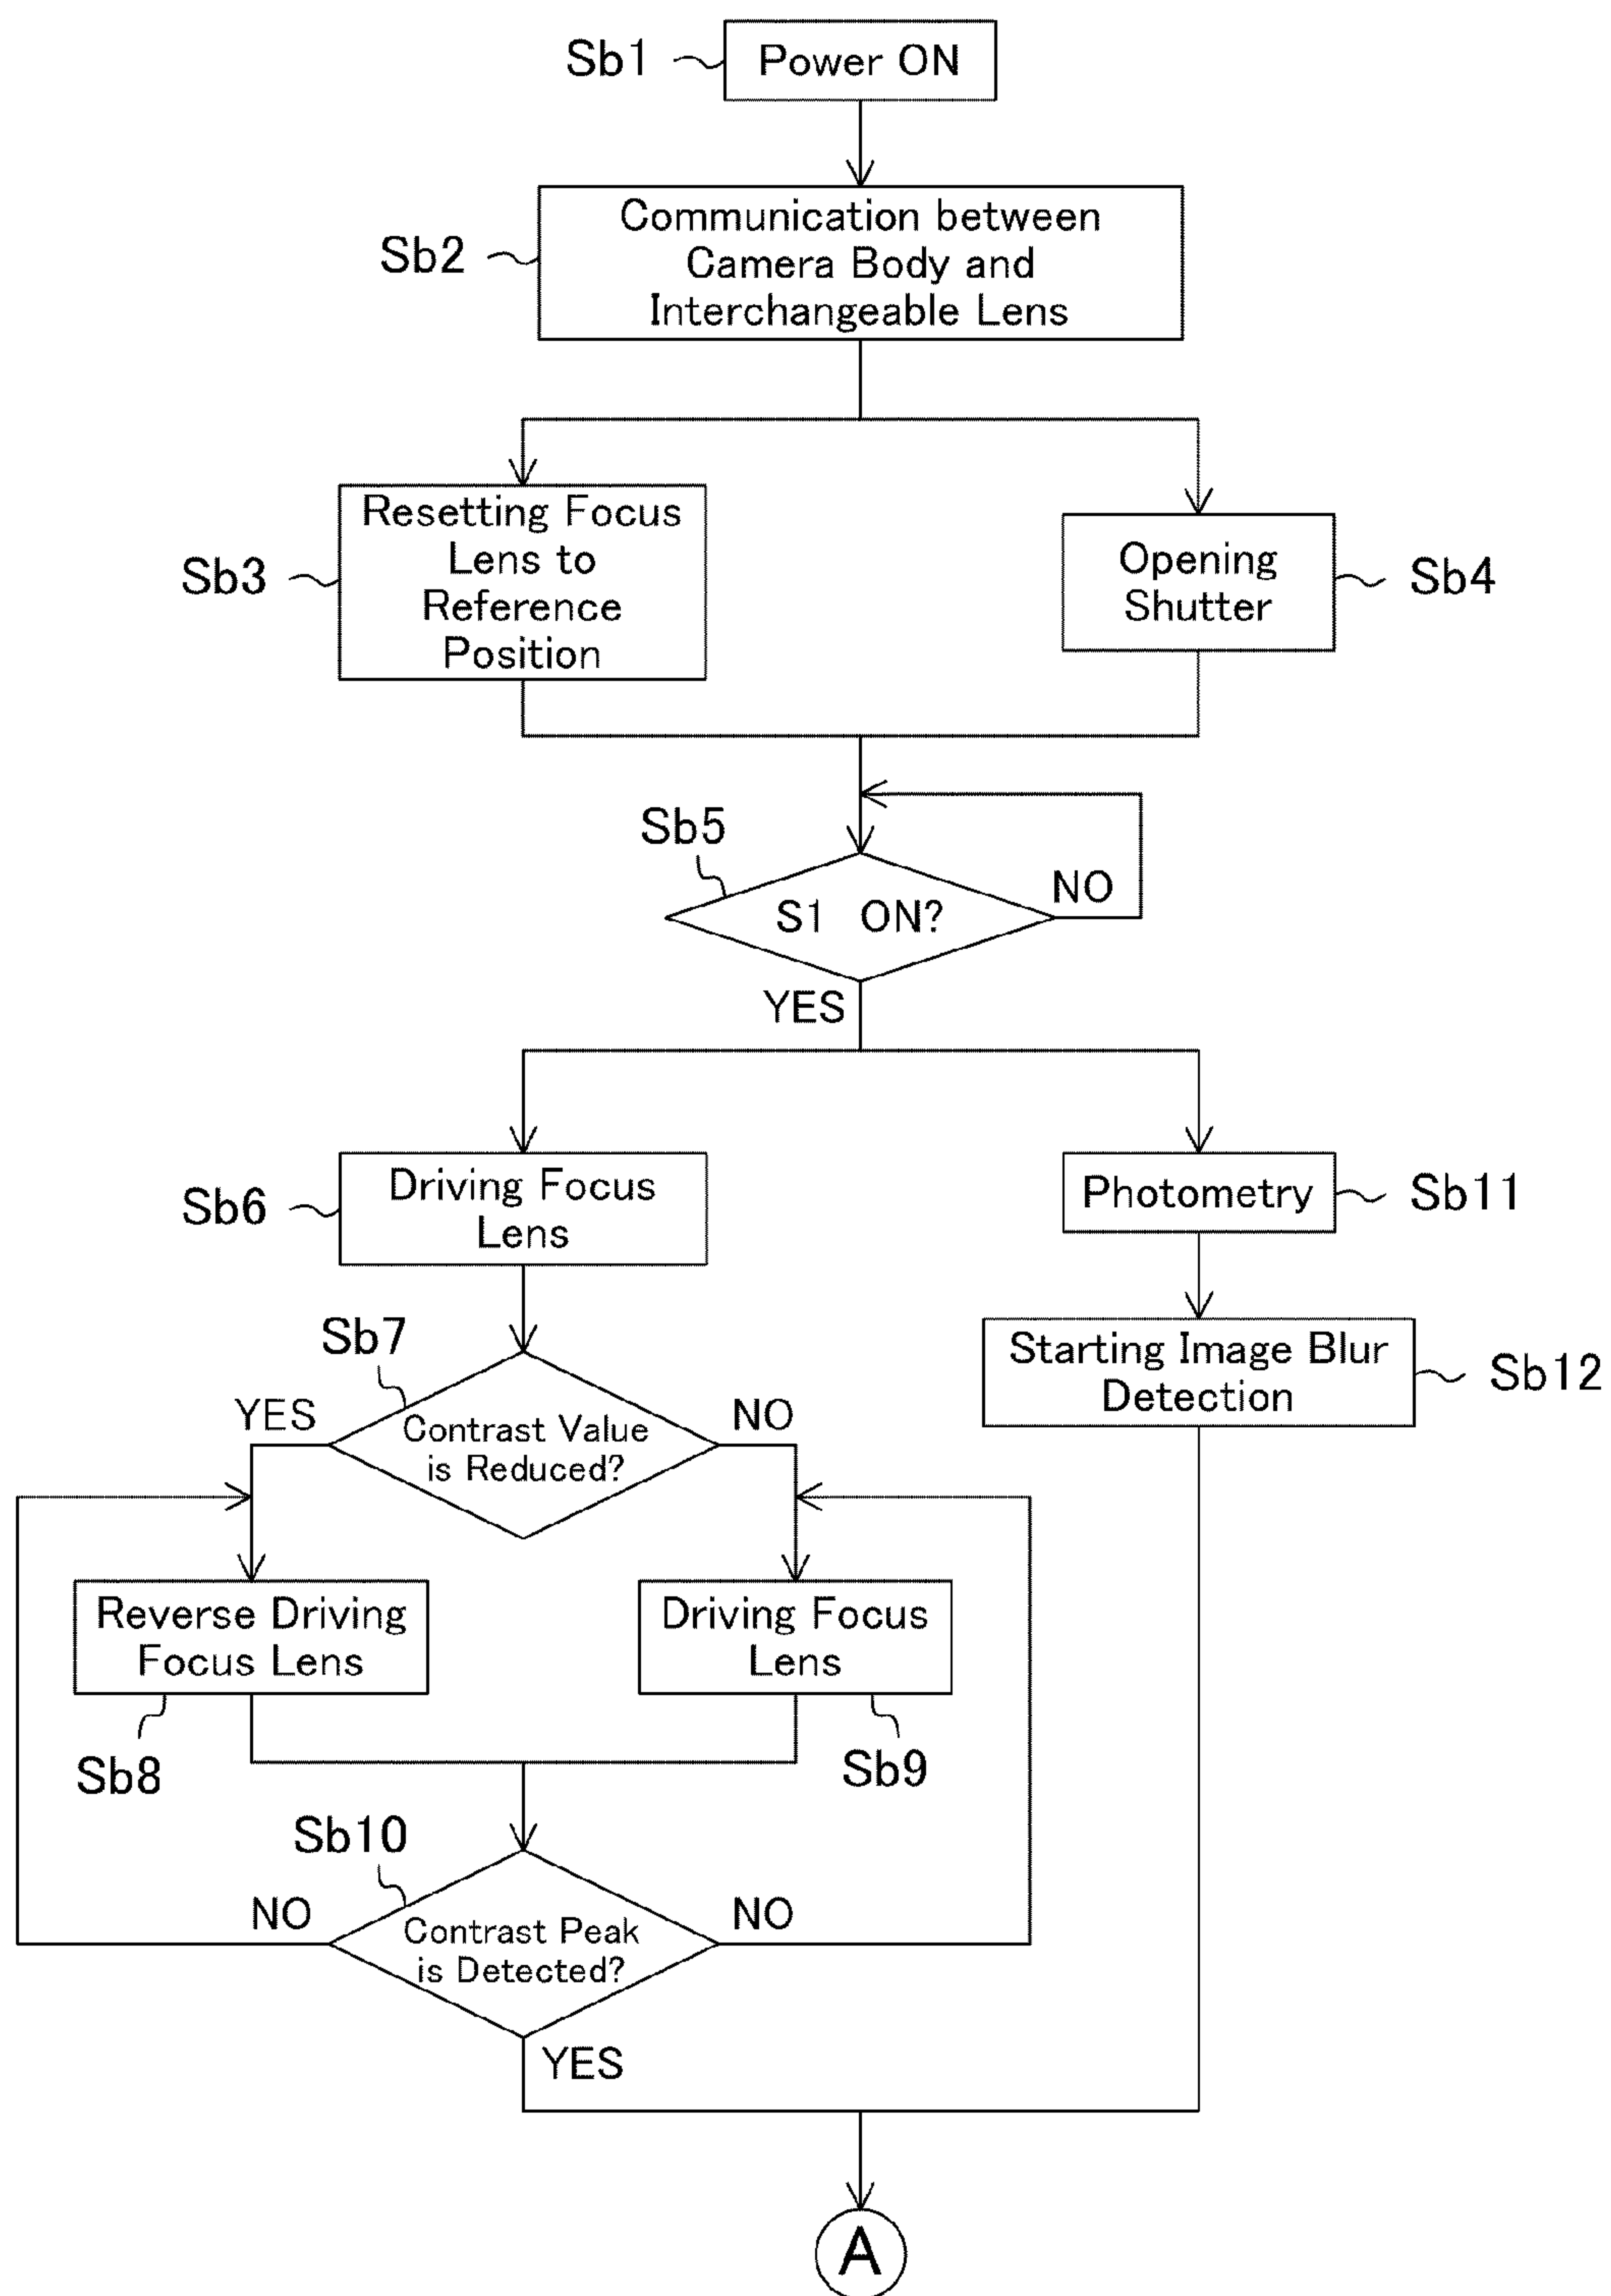 Sb1
Power ON
Sb2
Communication between
Camera Body and
Interchangeable Lens
Sb3
Resetting Focus
Lens to
Reference
Position
Opening
Shutter
Sb4
Sb5
S1 ON?
NO
YES
Sb6
Driving Focus
Lens
Photometry
Sb11
Sb7
YES
Contrast Value
is Reduced?
NO
Starting Image Blur
Detection
Sb12
Reverse Driving
Focus Lens
Sb8
Driving Focus
Lens
Sb9
Sb10
NO
Contrast Peak
is Detected?
NO
YES
A